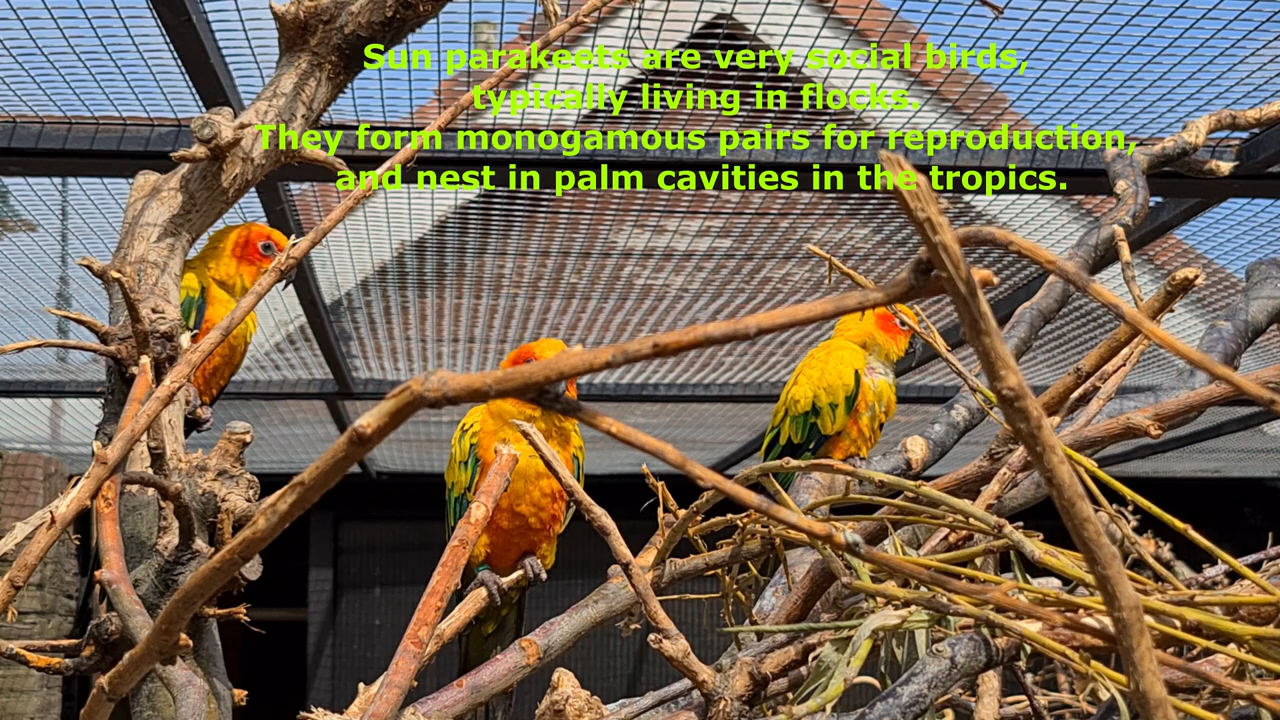 Sun parakeets are very social birds,
typically living in flocks.
They form monogamous pairs for reproduction,
and nest in palm cavities in the tropics.